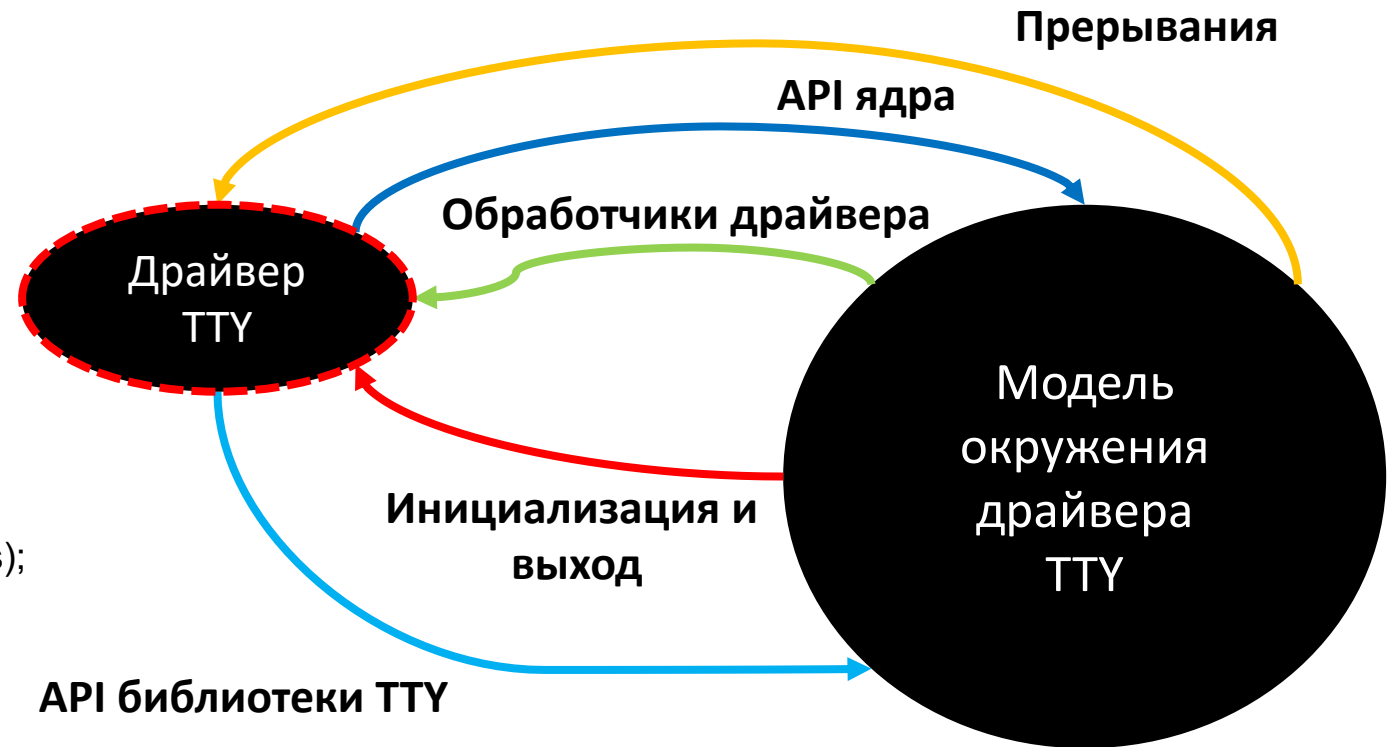 Прерывания
API ядра
Обработчики драйвера
Драйвер
TTY
Модель
окружения
драйвера
TTY
Инициализация и
выход
s);
API библиотеки TTY